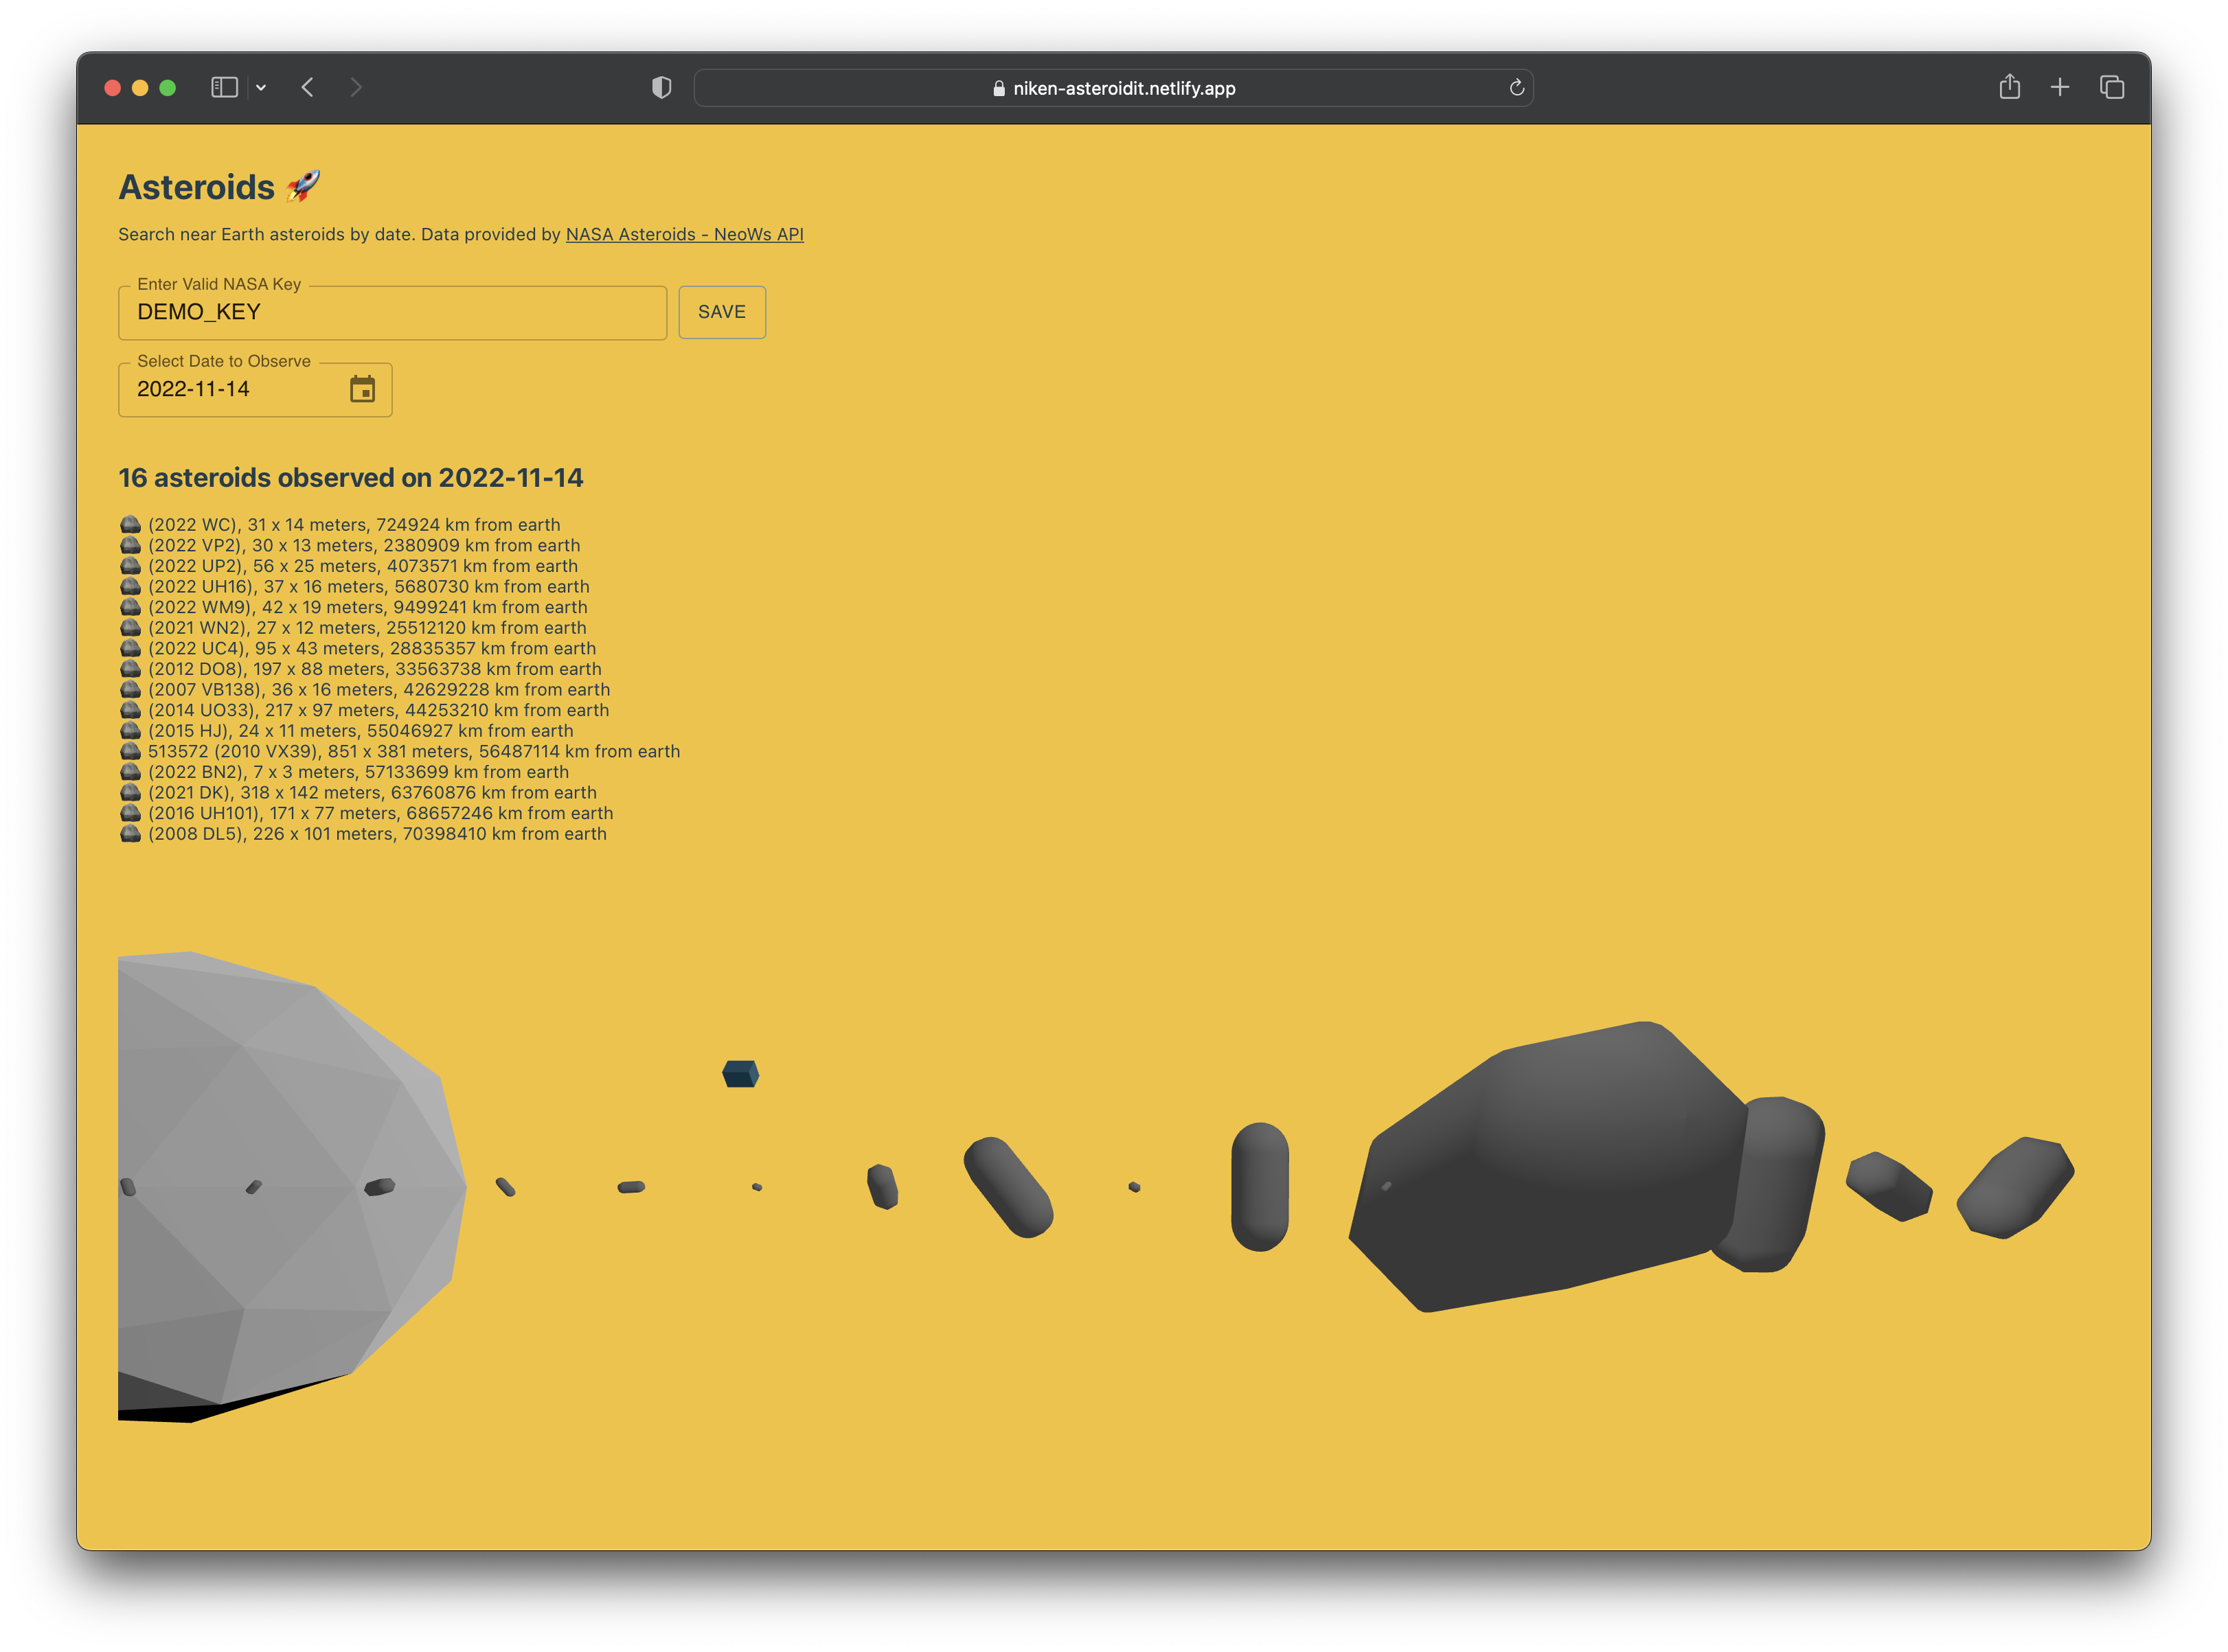 niken-asteroidit.netlify.app
Asteroids 🚀
Search near Earth asteroids by date. Data provided by NASA Asteroids - NeoWs API
Enter Valid NASA Key
DEMO_KEY
SAVE
Select Date to Observe
2022-11-14
16 asteroids observed on 2022-11-14
🪨 (2022 WC), 31 x 14 meters, 724924 km from earth
🪨 (2022 VP2), 30 x 13 meters, 2380909 km from earth
🪨 (2022 UP2), 56 x 25 meters, 4073571 km from earth
🪨 (2022 UH16), 37 x 16 meters, 5680730 km from earth
🪨 (2022 WM9), 42 x 19 meters, 9499241 km from earth
🪨 (2021 WN2), 27 x 12 meters, 25512120 km from earth
🪨 (2022 UC4), 95 x 43 meters, 28835357 km from earth
🪨 (2012 DO8), 197 x 88 meters, 33563738 km from earth
🪨 (2007 VB138), 36 x 16 meters, 42629228 km from earth
🪨 (2014 UO33), 217 x 97 meters, 44253210 km from earth
🪨 (2015 HJ), 24 x 11 meters, 55046927 km from earth
🪨 513572 (2010 VX39), 851 x 381 meters, 56487114 km from earth
🪨 (2022 BN2), 7 x 3 meters, 57133699 km from earth
🪨 (2021 DK), 318 x 142 meters, 63760876 km from earth
🪨 (2016 UH101), 171 x 77 meters, 68657246 km from earth
🪨 (2008 DL5), 226 x 101 meters, 70398410 km from earth